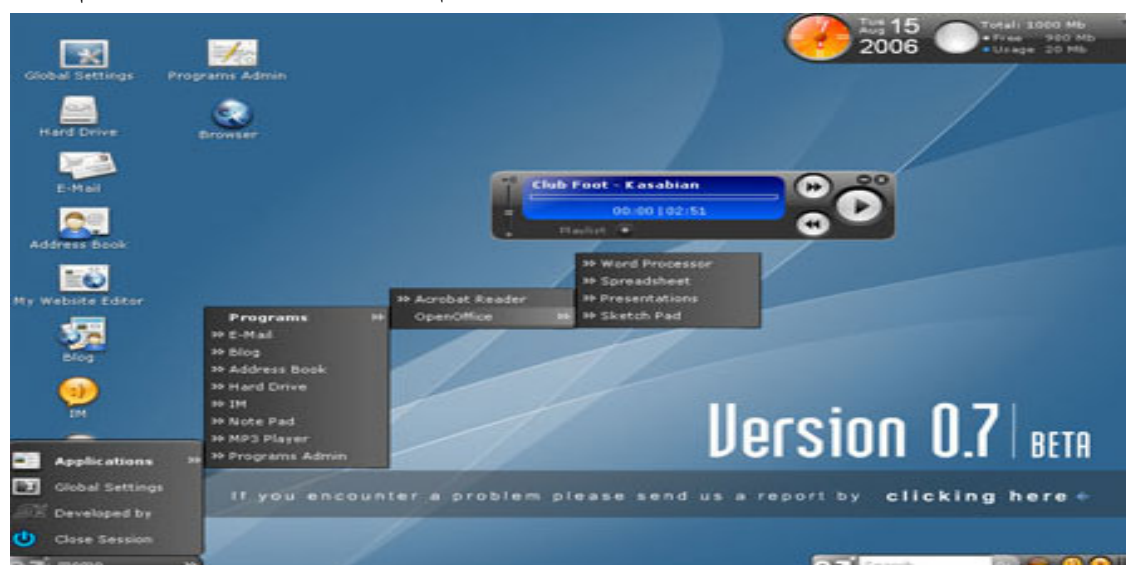 Tue 15
Aug
2006
Total: 1000 Mb
Free 980 Mb
Usage 20 Mb
Global Settings
Programs Admin
Hard Drive
Browser
E-Mail
Address Book
My Website Editor
Blog
IM
Club Foot - Kasabian
00:00 | 02:51
Playlist
Word Processor
Spreadsheet
Presentations
Sketch Pad
Acrobat Reader
OpenOffice
Programs
E-Mail
Blog
Address Book
Hard Drive
IM
Note Pad
MP3 Player
Programs Admin
Applications
Global Settings
Developed by
Close Session
Version 0.7 | BETA
If you encounter a problem please send us a report by clicking here
Search